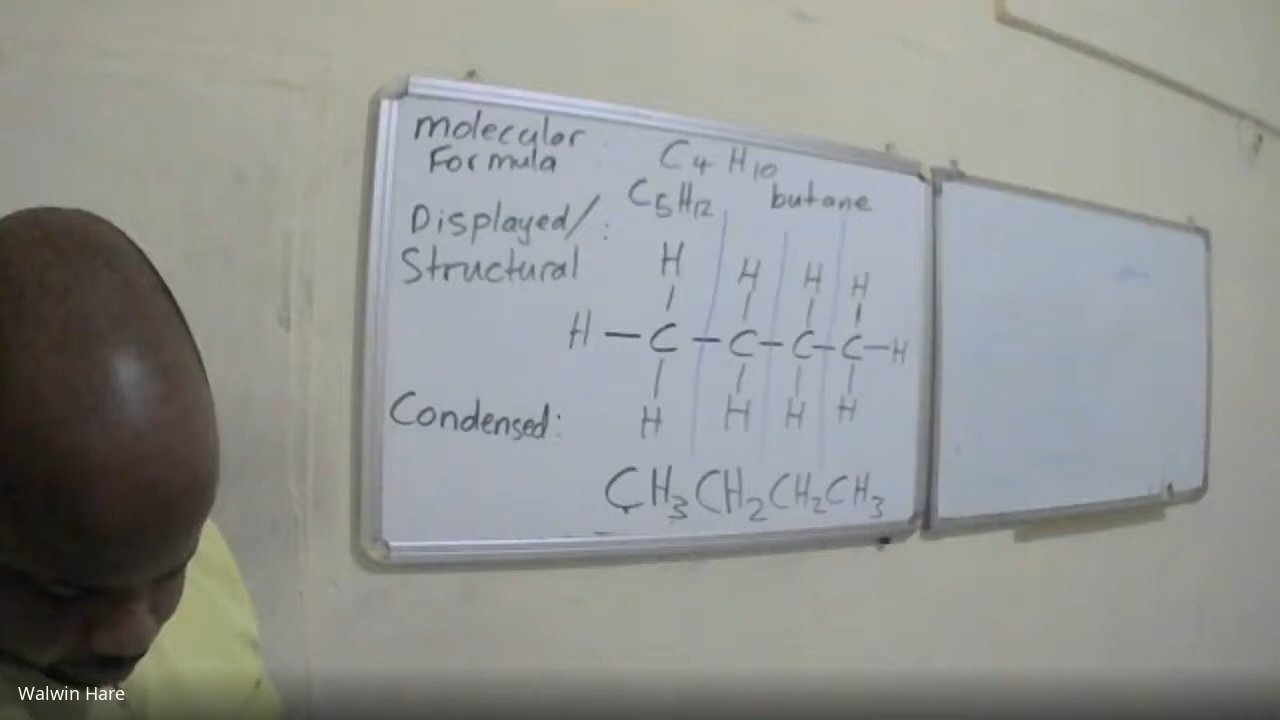 molecular
Formula C4 H10
C5H12 butane
Displayed/:
Structural
H H H H
H — C — C — C — C — H
H H H H
Condensed:
CH3CH2CH2CH3
Walwin Hare